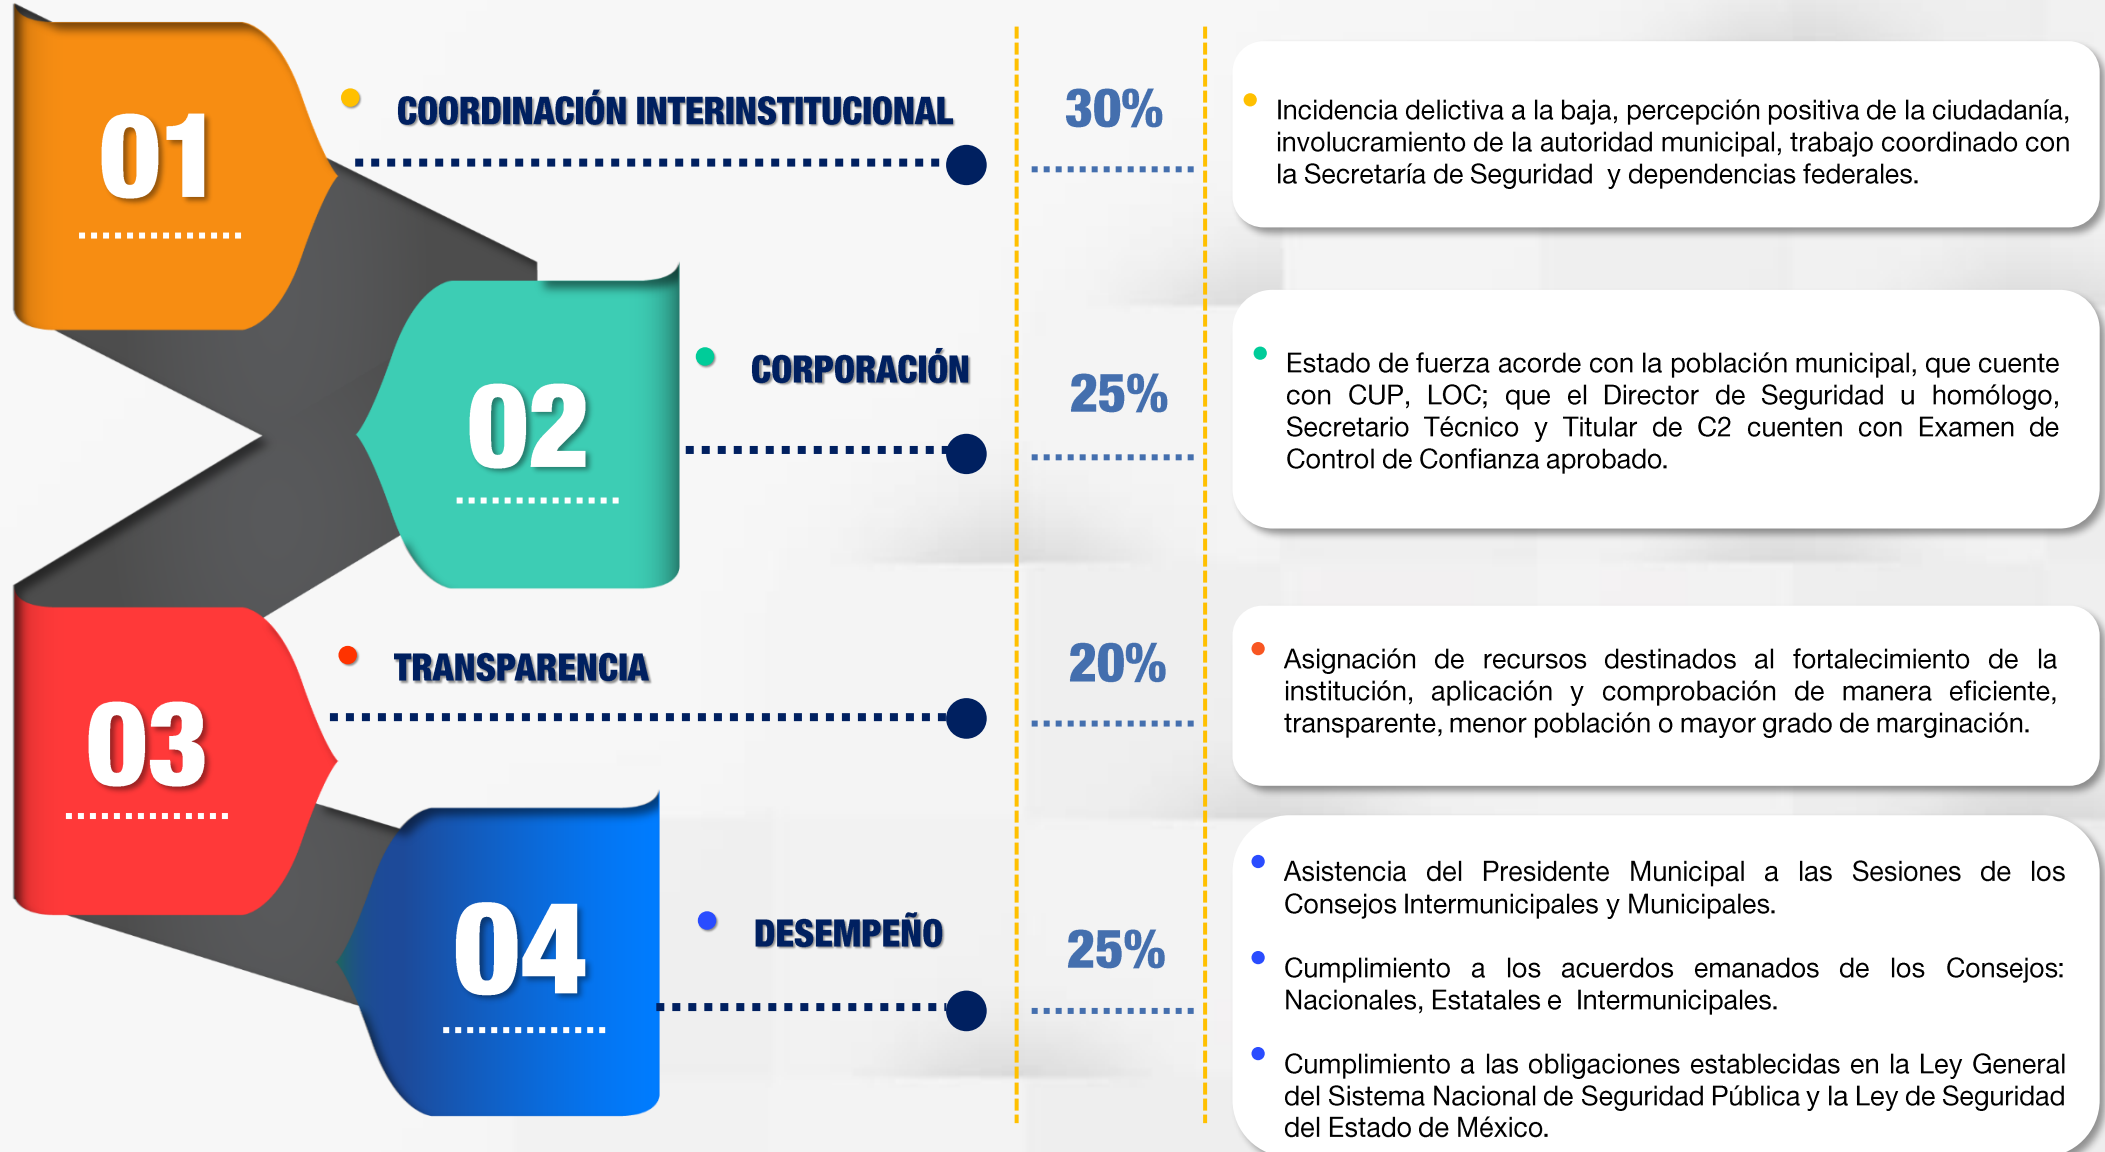 01
COORDINACIÓN INTERINSTITUCIONAL
30%
Incidencia delictiva a la baja, percepción positiva de la ciudadanía,
involucramiento de la autoridad municipal, trabajo coordinado con
la Secretaría de Seguridad y dependencias federales.
02
CORPORACIÓN
25%
Estado de fuerza acorde con la población municipal, que cuente
con CUP, LOC; que el Director de Seguridad u homólogo,
Secretario Técnico y Titular de C2 cuenten con Examen de
Control de Confianza aprobado.
03
TRANSPARENCIA
20%
Asignación de recursos destinados al fortalecimiento de la
institución, aplicación y comprobación de manera eficiente,
transparente, menor población o mayor grado de marginación.
04
DESEMPEÑO
25%
Asistencia del Presidente Municipal a las Sesiones de los
Consejos Intermunicipales y Municipales.
Cumplimiento a los acuerdos emanados de los Consejos:
Nacionales, Estatales e Intermunicipales.
Cumplimiento a las obligaciones establecidas en la Ley General
del Sistema Nacional de Seguridad Pública y la Ley de Seguridad
del Estado de México.